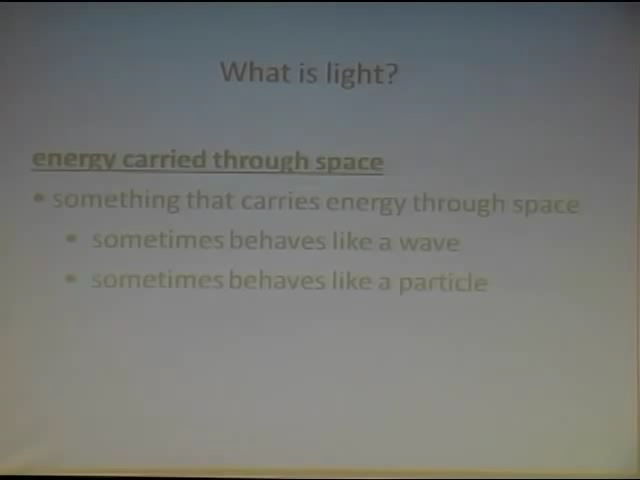 What is light?
energy carried through space
• something that carries energy through space
• sometimes behaves like a wave
• sometimes behaves like a particle